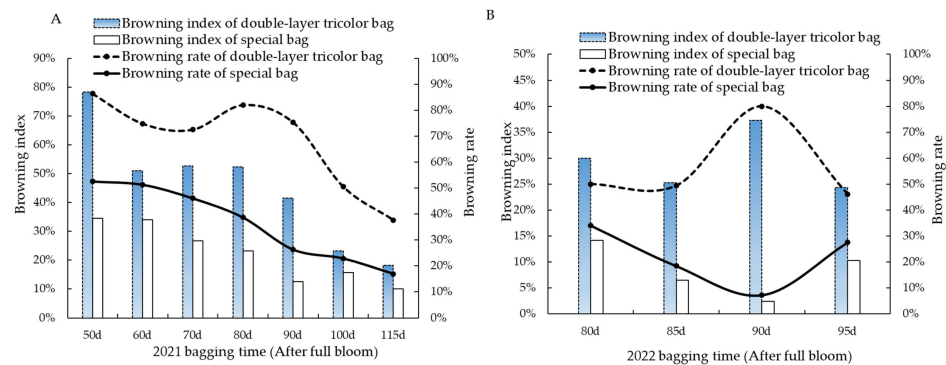 A
Browning index of double-layer tricolor bag
Browning index of special bag
Browning rate of double-layer tricolor bag
Browning rate of special bag
90%
80%
70%
60%
50%
40%
30%
20%
10%
0%
Browning index
100%
90%
80%
70%
60%
50%
40%
30%
20%
10%
0%
Browning rate
50d 60d 70d 80d 90d 100d 115d
2021 bagging time (After full bloom)
B
Browning index of double-layer tricolor bag
Browning index of special bag
Browning rate of double-layer tricolor bag
Browning rate of special bag
50%
45%
40%
35%
30%
25%
20%
15%
10%
5%
0%
Browning index
100%
90%
80%
70%
60%
50%
40%
30%
20%
10%
0%
Browning rate
80d 85d 90d 95d
2022 bagging time (After full bloom)